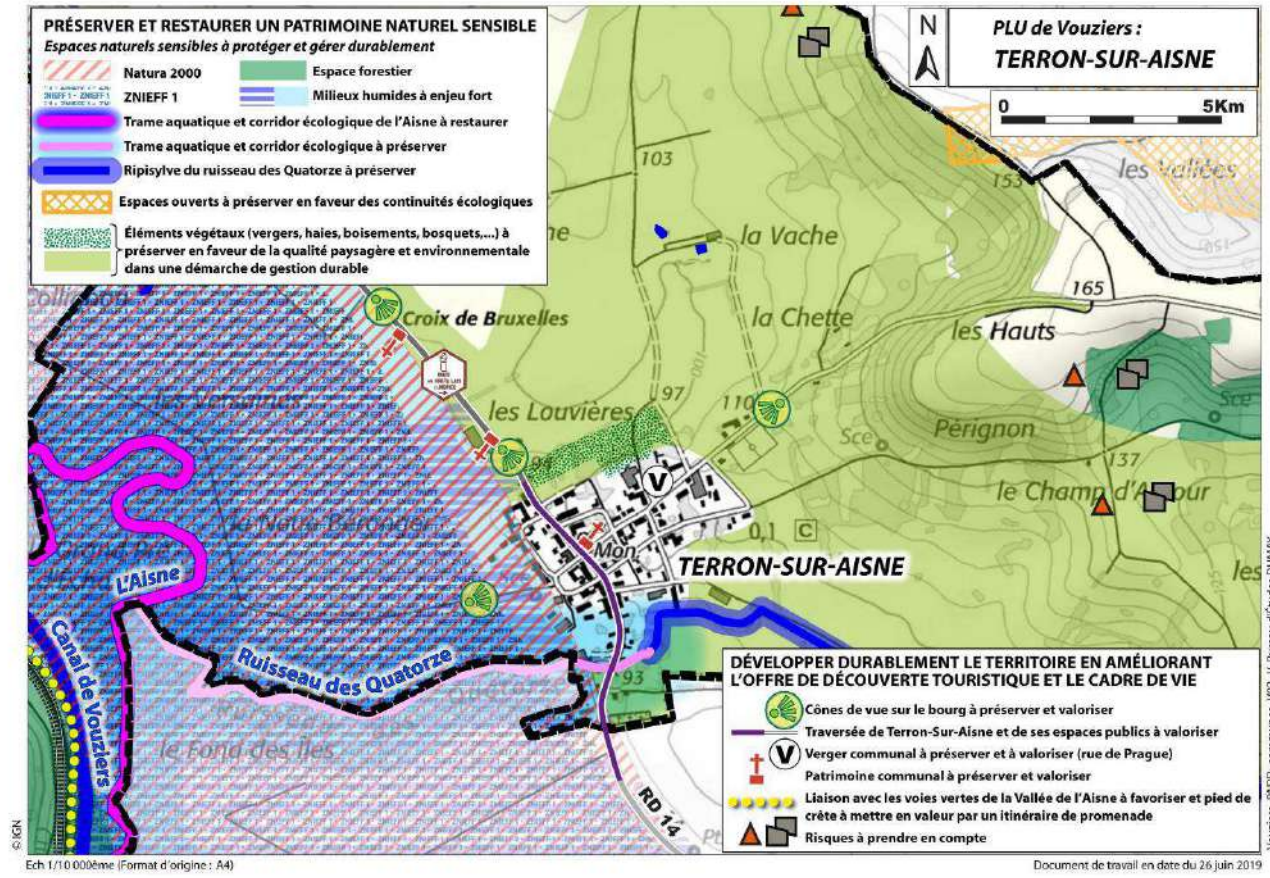 PRÉSERVER ET RESTAURER UN PATRIMOINE NATUREL SENSIBLE
Espaces naturels sensibles à protéger et gérer durablement
Natura 2000
Espace forestier
ZNIEFF 1
Milieux humides à enjeu fort
Trame aquatique et corridor écologique de l'Aisne à restaurer
Trame aquatique et corridor écologique à préserver
Ripisylve du ruisseau des Quatorze à préserver
Espaces ouverts à préserver en faveur des continuités écologiques
Éléments végétaux (vergers, haies, boisements, bosquets,...) à
préserver en faveur de la qualité paysagère et environnementale
dans une démarche de gestion durable
N
PLU de Vouziers :
TERRON-SUR-AISNE
0 5Km
103
153
les Vallées
la Vache
165
la Chette
les Hauts
Croix de Bruxelles
les Louvières
97
110
100
Sce
Pérignon
Sce
137
le Champ d'
V
94
0,1 C
Mon
TERRON-SUR-AISNE
les
L'Aisne
Canal de Vouziers
Ruisseau des Quatorze
93
le Fond des Îles
RD 14
DÉVELOPPER DURABLEMENT LE TERRITOIRE EN AMÉLIORANT
L'OFFRE DE DÉCOUVERTE TOURISTIQUE ET LE CADRE DE VIE
Cônes de vue sur le bourg à préserver et valoriser
Traversée de Terron-Sur-Aisne et de ses espaces publics à valoriser
V Verger communal à préserver et à valoriser (rue de Prague)
Patrimoine communal à préserver et valoriser
Liaison avec les voies vertes de la Vallée de l'Aisne à favoriser et pied de
crête à mettre en valeur par un itinéraire de promenade
Risques à prendre en compte
© IGN
Ech 1/10 000ème (Format d'origine : A4)
Document de travail en date du 26 juin 2019